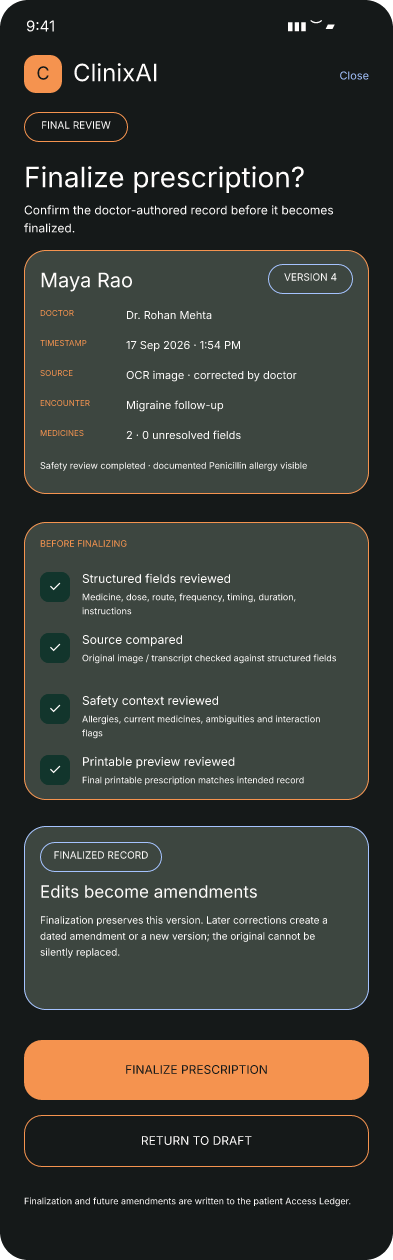 9:41
C ClinixAI
Close
FINAL REVIEW
Finalize prescription?
Confirm the doctor-authored record before it becomes
finalized.
Maya Rao
VERSION 4
DOCTOR Dr. Rohan Mehta
TIMESTAMP 17 Sep 2026 · 1:54 PM
SOURCE OCR image · corrected by doctor
ENCOUNTER Migraine follow-up
MEDICINES 2 · 0 unresolved fields
Safety review completed · documented Penicillin allergy visible
BEFORE FINALIZING
Structured fields reviewed
Medicine, dose, route, frequency, timing, duration,
instructions
Source compared
Original image / transcript checked against structured fields
Safety context reviewed
Allergies, current medicines, ambiguities and interaction
flags
Printable preview reviewed
Final printable prescription matches intended record
FINALIZED RECORD
Edits become amendments
Finalization preserves this version. Later corrections create a
dated amendment or a new version; the original cannot be
silently replaced.
FINALIZE PRESCRIPTION
RETURN TO DRAFT
Finalization and future amendments are written to the patient Access Ledger.